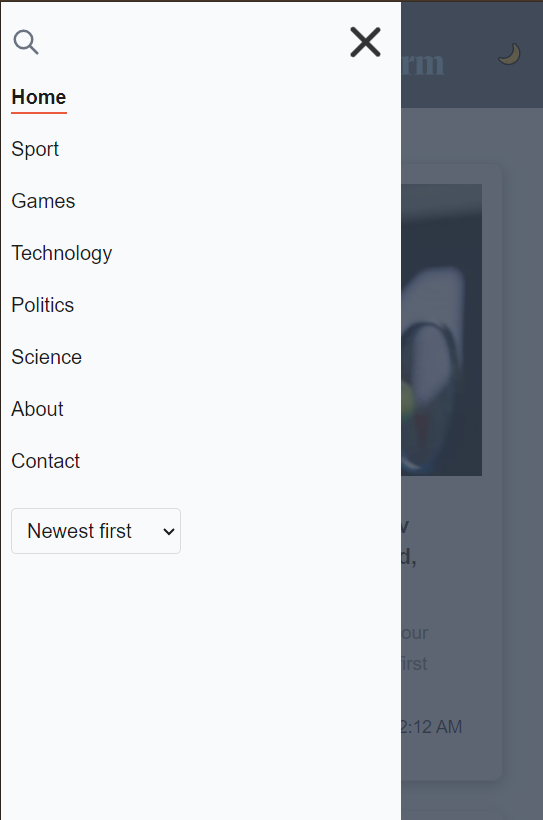 rm
Home
Sport
Games
Technology
Politics
Science
About
Contact
Newest first
d,
our
irst
2:12 AM